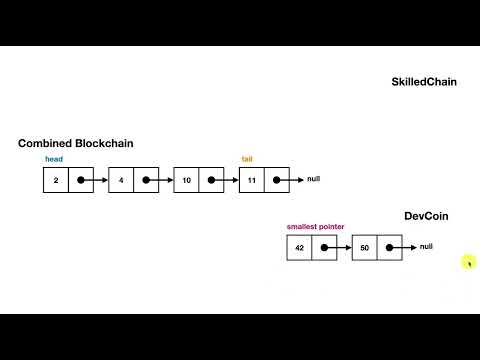 SkilledChain
Combined Blockchain
head
tail
2
4
10
11
null
DevCoin
smallest pointer
42
50
null